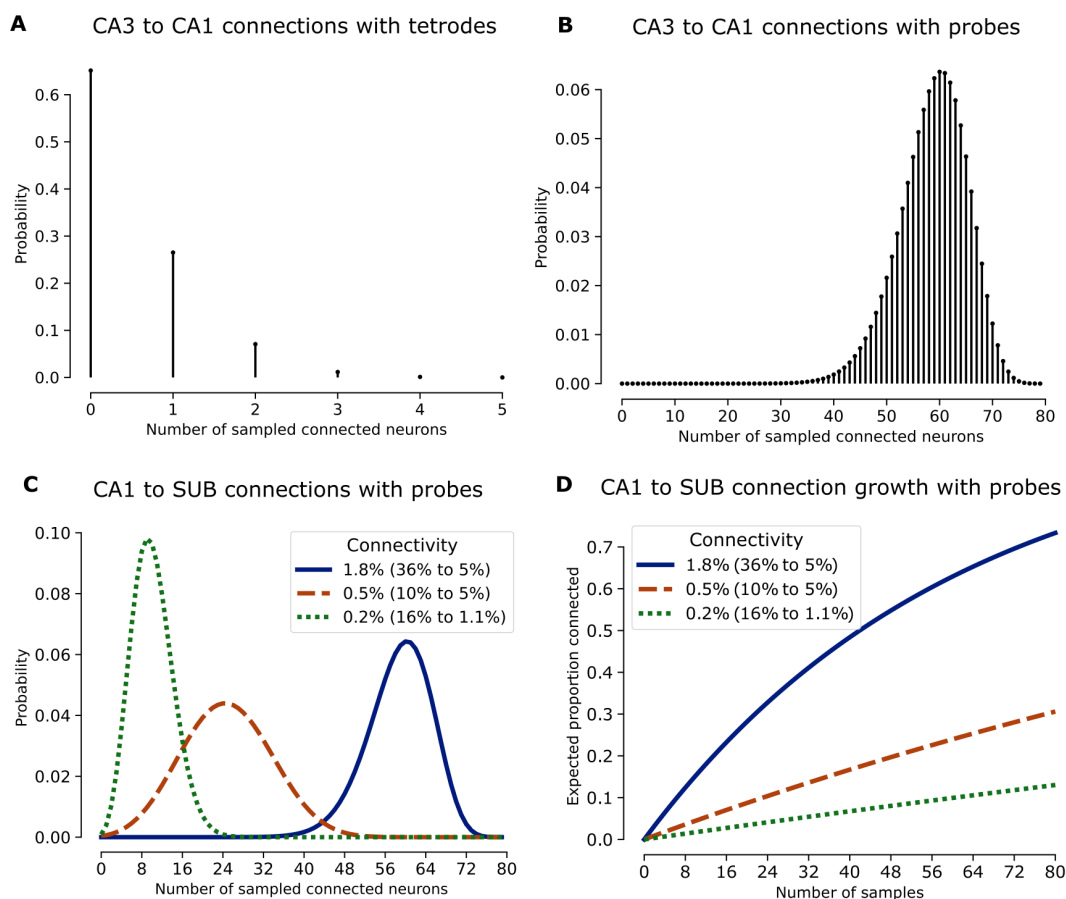 A
CA3 to CA1 connections with tetrodes
0.6
0.5
0.4
0.3
0.2
0.1
0.0
Probability
0 1 2 3 4 5
Number of sampled connected neurons
B
CA3 to CA1 connections with probes
0.06
0.05
0.04
0.03
0.02
0.01
0.00
Probability
0 10 20 30 40 50 60 70 80
Number of sampled connected neurons
C
CA1 to SUB connections with probes
0.10
0.08
0.06
0.04
0.02
0.00
Probability
Connectivity
1.8% (36% to 5%)
0.5% (10% to 5%)
0.2% (16% to 1.1%)
0 8 16 24 32 40 48 56 64 72 80
Number of sampled connected neurons
D
CA1 to SUB connection growth with probes
0.7
0.6
0.5
0.4
0.3
0.2
0.1
0.0
Expected proportion connected
Connectivity
1.8% (36% to 5%)
0.5% (10% to 5%)
0.2% (16% to 1.1%)
0 8 16 24 32 40 48 56 64 72 80
Number of samples